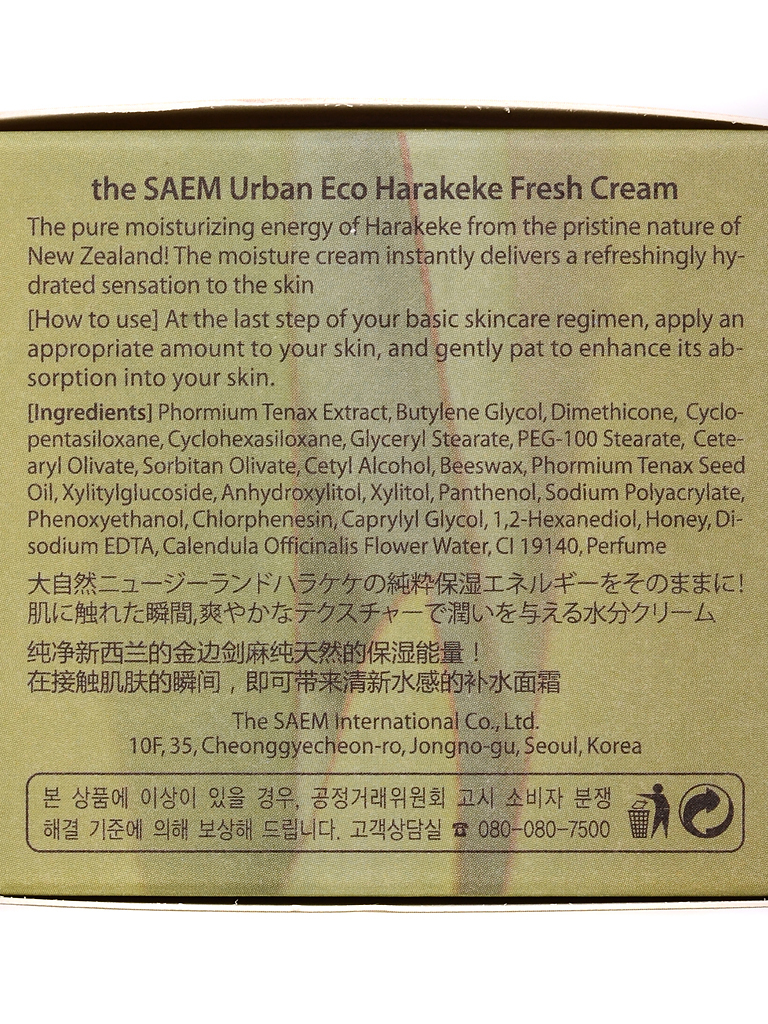 the SAEM Urban Eco Harakeke Fresh Cream
The pure moisturizing energy of Harakeke from the pristine nature of
New Zealand! The moisture cream instantly delivers a refreshingly hy-
drated sensation to the skin
[How to use] At the last step of your basic skincare regimen, apply an
appropriate amount to your skin, and gently pat to enhance its ab-
sorption into your skin.
[Ingredients] Phormium Tenax Extract, Butylene Glycol, Dimethicone, Cyclo-
pentasiloxane, Cyclohexasiloxane, Glyceryl Stearate, PEG-100 Stearate, Cete-
aryl Olivate, Sorbitan Olivate, Cetyl Alcohol, Beeswax, Phormium Tenax Seed
Oil, Xylitylglucoside, Anhydroxylitol, Xylitol, Panthenol, Sodium Polyacrylate,
Phenoxyethanol, Chlorphenesin, Caprylyl Glycol, 1,2-Hexanediol, Honey, Di-
sodium EDTA, Calendula Officinalis Flower Water, CI 19140, Perfume
大自然ニュージーランドハラケケの純粋保湿エネルギーをそのままに!
肌に触れた瞬間,爽やかなテクスチャーで潤いを与える水分クリーム
纯净新西兰的金边剑麻纯天然的保湿能量！
在接触肌肤的瞬间，即可带来清新水感的补水面霜
The SAEM International Co., Ltd.
10F, 35, Cheonggyecheon-ro, Jongno-gu, Seoul, Korea
본 상품에 이상이 있을 경우, 공정거래위원회 고시 소비자 분쟁
해결 기준에 의해 보상해 드립니다. 고객상담실 ☎ 080-080-7500